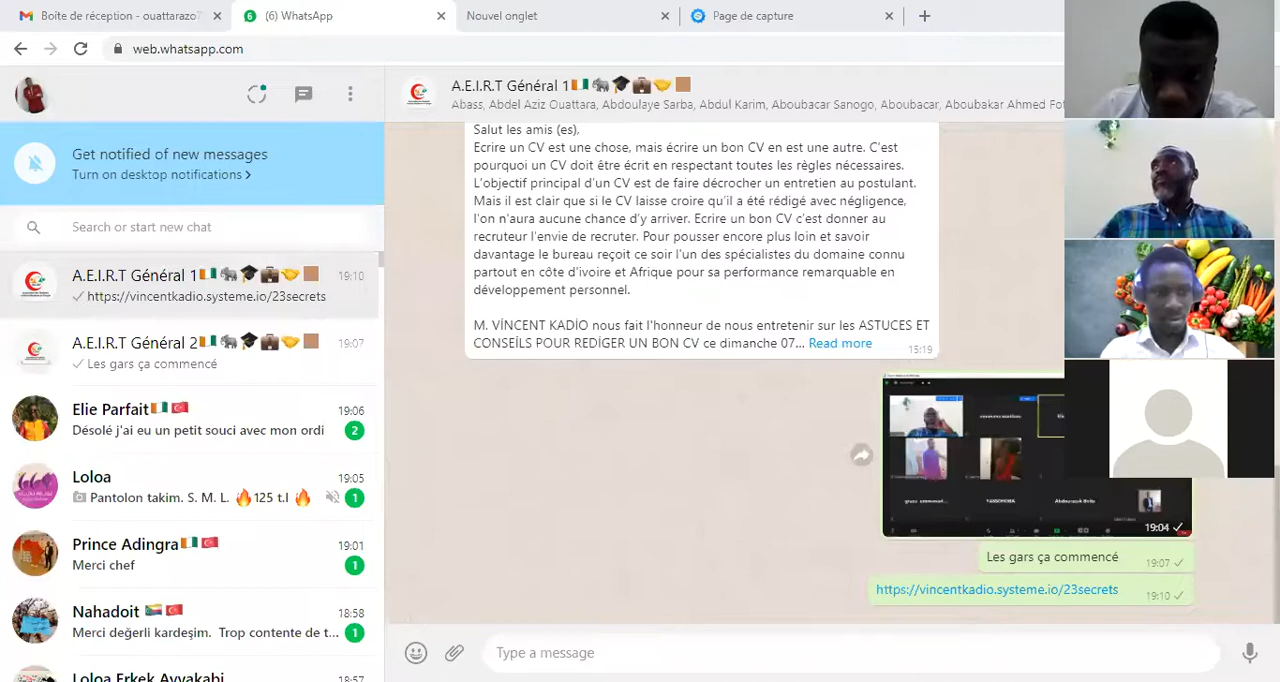 Boîte de réception - ouattarazo7
(6) WhatsApp
Nouvel onglet
Page de capture
web.whatsapp.com
Get notified of new messages
Turn on desktop notifications
Search or start new chat
A.E.I.R.T Général 1🇨🇮🐘🎓💼🤝🟫 19:10
https://vincentkadio.systeme.io/23secrets
A.E.I.R.T Général 2🇨🇮🐘🎓💼🤝🟫 19:07
Les gars ça commencé
Elie Parfait🇨🇮🇹🇷 19:06
Désolé j'ai eu un petit souci avec mon ordi 2
Loloa 19:05
Pantolon takim. S. M. L. 🔥125 t.l 🔥 1
Prince Adingra🇨🇮🇹🇷 19:01
Merci chef 1
Nahadoit 🇰🇲🇹🇷 18:58
Merci değerli kardeşim. Trop contente de t... 1
Loloa Erkek Ayyakabi 18:57
A.E.I.R.T Général 1🇨🇮🐘🎓💼🤝🟫
Abass, Abdel Aziz Ouattara, Abdoulaye Sarba, Abdul Karim, Aboubacar Sanogo, Aboubacar, Aboubakar Ahmed
Salut les amis (es),
Ecrire un CV est une chose, mais écrire un bon CV en est une autre. C'est
pourquoi un CV doit être écrit en respectant toutes les règles nécessaires.
L'objectif principal d'un CV est de faire décrocher un entretien au postulant.
Mais il est clair que si le CV laisse croire qu'il a été rédigé avec négligence,
l'on n'aura aucune chance d'y arriver. Ecrire un bon CV c'est donner au
recruteur l'envie de recruter. Pour pousser encore plus loin et savoir
davantage le bureau reçoit ce soir l'un des spécialistes du domaine connu
partout en côte d'ivoire et Afrique pour sa performance remarquable en
développement personnel.
M. VİNCENT KADİO nous fait l'honneur de nous entretenir sur les ASTUCES ET
CONSEİLS POUR REDİGER UN BON CV ce dimanche 07... Read more
15:19
19:04
Les gars ça commencé 19:07
https://vincentkadio.systeme.io/23secrets 19:10
Type a message